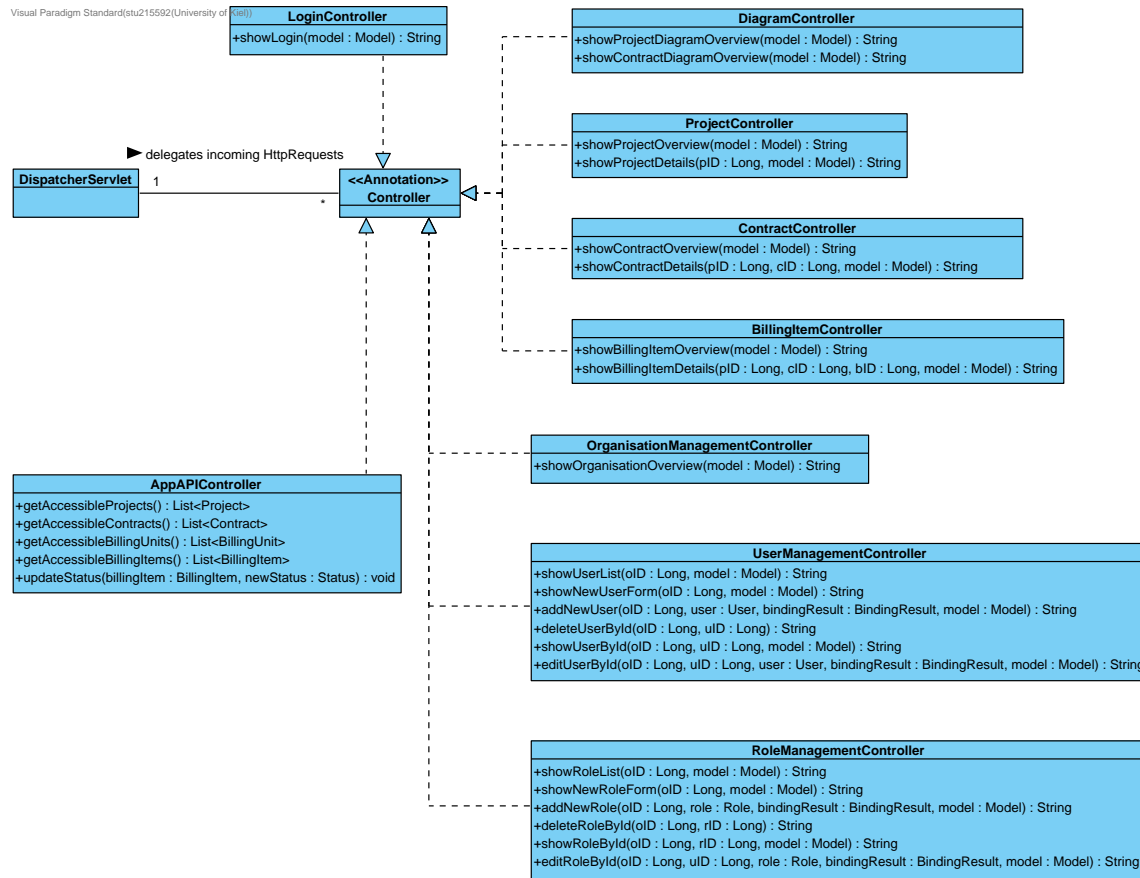 Visual Paradigm Standard(stu215592(University of Kiel))
LoginController
+showLogin(model : Model) : String
DiagramController
+showProjectDiagramOverview(model : Model) : String
+showContractDiagramOverview(model : Model) : String
ProjectController
+showProjectOverview(model : Model) : String
+showProjectDetails(pID : Long, model : Model) : String
delegates incoming HttpRequests
DispatcherServlet
1
*
<<Annotation>>
Controller
ContractController
+showContractOverview(model : Model) : String
+showContractDetails(pID : Long, cID : Long, model : Model) : String
BillingItemController
+showBillingItemOverview(model : Model) : String
+showBillingItemDetails(pID : Long, cID : Long, bID : Long, model : Model) : String
OrganisationManagementController
+showOrganisationOverview(model : Model) : String
AppAPIController
+getAccessibleProjects() : List<Project>
+getAccessibleContracts() : List<Contract>
+getAccessibleBillingUnits() : List<BillingUnit>
+getAccessibleBillingItems() : List<BillingItem>
+updateStatus(billingItem : BillingItem, newStatus : Status) : void
UserManagementController
+showUserList(oID : Long, model : Model) : String
+showNewUserForm(oID : Long, model : Model) : String
+addNewUser(oID : Long, user : User, bindingResult : BindingResult, model : Model) : String
+deleteUserById(oID : Long, uID : Long) : String
+showUserById(oID : Long, uID : Long, model : Model) : String
+editUserById(oID : Long, uID : Long, user : User, bindingResult : BindingResult, model : Model) : String
RoleManagementController
+showRoleList(oID : Long, model : Model) : String
+showNewRoleForm(oID : Long, model : Model) : String
+addNewRole(oID : Long, role : Role, bindingResult : BindingResult, model : Model) : String
+deleteRoleById(oID : Long, rID : Long) : String
+showRoleById(oID : Long, rID : Long, model : Model) : String
+editRoleById(oID : Long, uID : Long, role : Role, bindingResult : BindingResult, model : Model) : String